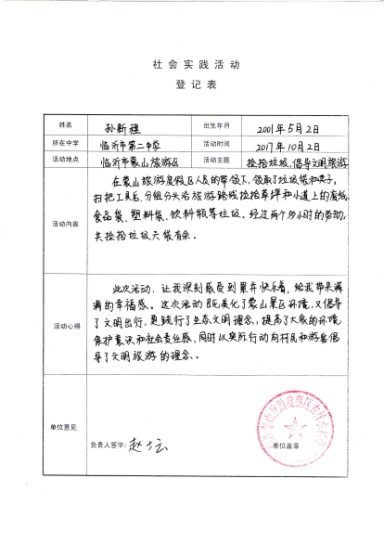 社会实践活动
登记表
姓名 孙新程 出生年月 2001年5月2日
所在中学 临沂市第二中学 活动时间 2017年10月2日
活动地点 临沂市蒙山旅游区 活动主题 捡拾垃圾,倡导文明旅游
活动内容
在蒙山旅游度假区人员的带领下,领取了垃圾袋和夹子,
扫把工具后,分组分头沿旅游路线捡拾草坪和小道上的废纸,
食品袋、塑料袋、饮料瓶等垃圾,经过两个多小时的劳动,
共捡拾垃圾六袋有余。
活动心得
此次活动,让我深刻感受到累并快乐着,给我带来满
满的幸福感。这次活动既美化了蒙山景区环境,又倡导
了文明出行,更践行了生态文明理念,提高了大家的环境
保护意识和社会责任感,同时以实际行动向村民和游客倡
导了文明旅游的理念。
单位意见
负责人签字: 单位盖章